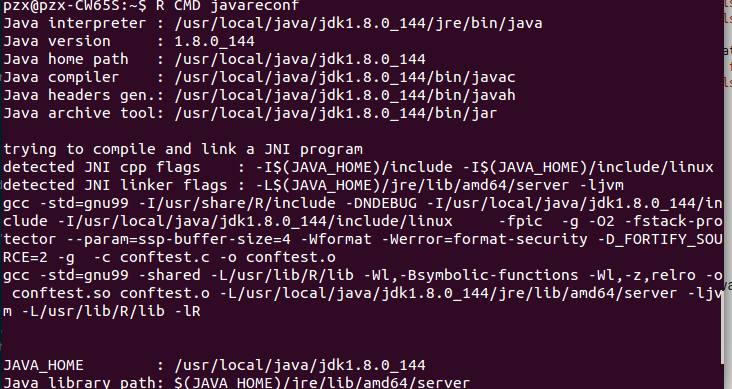 pzx@pzx-CW65S:~$ R CMD javareconf
Java interpreter : /usr/local/java/jdk1.8.0_144/jre/bin/java
Java version     : 1.8.0_144
Java home path   : /usr/local/java/jdk1.8.0_144
Java compiler    : /usr/local/java/jdk1.8.0_144/bin/javac
Java headers gen.: /usr/local/java/jdk1.8.0_144/bin/javah
Java archive tool: /usr/local/java/jdk1.8.0_144/bin/jar
trying to compile and link a JNI program
detected JNI cpp flags    : -I$(JAVA_HOME)/include -I$(JAVA_HOME)/include/linux
detected JNI linker flags : -L$(JAVA_HOME)/jre/lib/amd64/server -ljvm
gcc -std=gnu99 -I/usr/share/R/include -DNDEBUG -I/usr/local/java/jdk1.8.0_144/in
clude -I/usr/local/java/jdk1.8.0_144/include/linux     -fpic  -g -O2 -fstack-pro
tector --param=ssp-buffer-size=4 -Wformat -Werror=format-security -D_FORTIFY_SOU
RCE=2 -g  -c conftest.c -o conftest.o
gcc -std=gnu99 -shared -L/usr/lib/R/lib -Wl,-Bsymbolic-functions -Wl,-z,relro -o
 conftest.so conftest.o -L/usr/local/java/jdk1.8.0_144/jre/lib/amd64/server -ljv
m -L/usr/lib/R/lib -lR
JAVA_HOME        : /usr/local/java/jdk1.8.0_144
Java library path: $(JAVA_HOME)/jre/lib/amd64/server